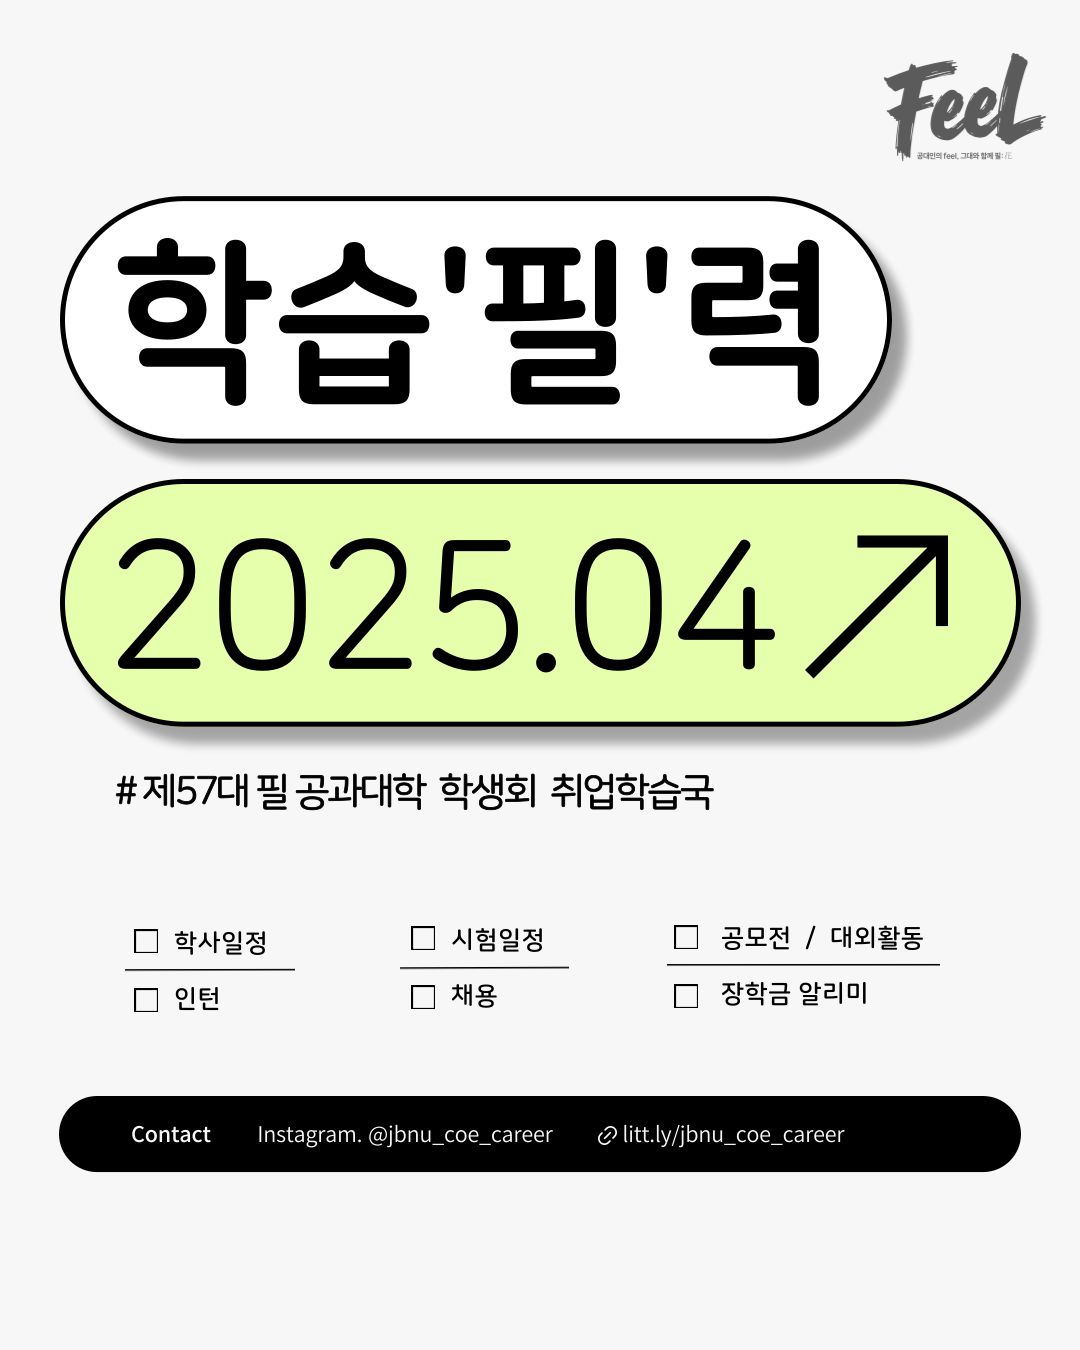 FeeL
공대인의 feel, 그대와 함께 필:
학습'필'력
2025.04
# 제57대 필 공과대학 학생회 취업학습국
학사일정
시험일정
공모전 / 대외활동
인턴
채용
장학금 알리미
Contact Instagram. @jbnu_coe_career litt.ly/jbnu_coe_career